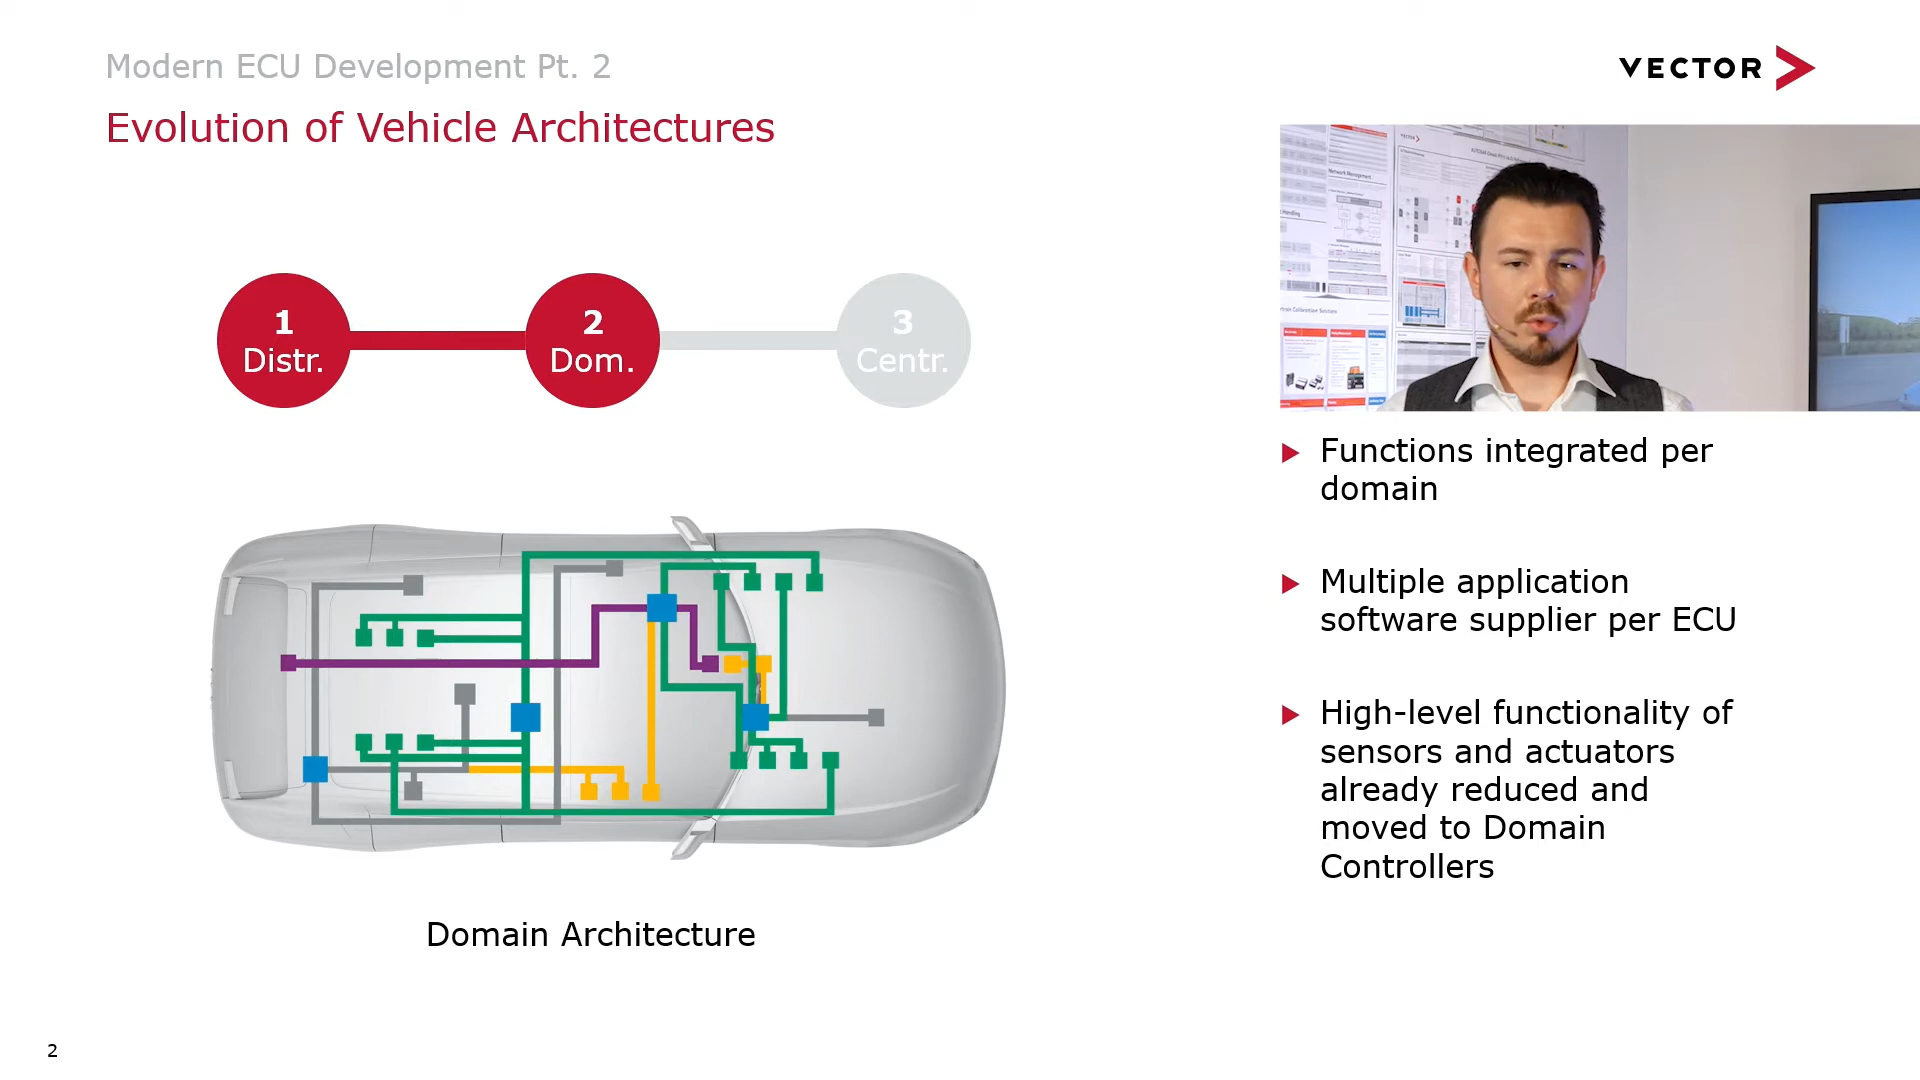 Modern ECU Development Pt. 2
VECTOR
Evolution of Vehicle Architectures
1
Distr.
2
Dom.
3
Centr.
Network Management
Functions integrated per
domain
Multiple application
software supplier per ECU
High-level functionality of
sensors and actuators
already reduced and
moved to Domain
Controllers
Domain Architecture
2